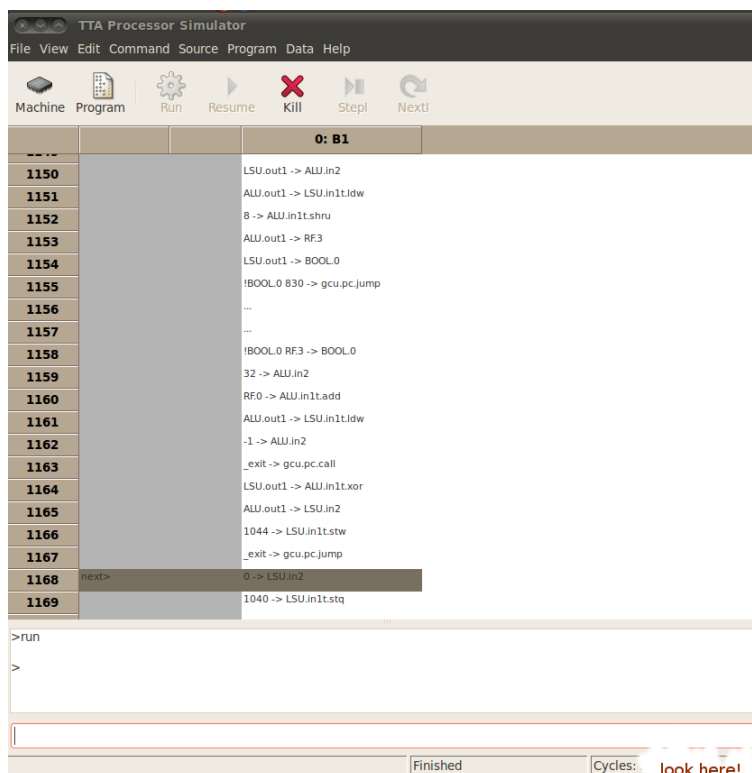 TTA Processor Simulator
File View Edit Command Source Program Data Help
Machine Program Run Resume Kill StepI NextI
0: B1
1150 LSU.out1 -> ALU.in2
1151 ALU.out1 -> LSU.in1t.ldw
1152 8 -> ALU.in1t.shru
1153 ALU.out1 -> RF.3
1154 LSU.out1 -> BOOL.0
1155 !BOOL.0 830 -> gcu.pc.jump
1156 ...
1157 ...
1158 !BOOL.0 RF.3 -> BOOL.0
1159 32 -> ALU.in2
1160 RF.0 -> ALU.in1t.add
1161 ALU.out1 -> LSU.in1t.ldw
1162 -1 -> ALU.in2
1163 _exit -> gcu.pc.call
1164 LSU.out1 -> ALU.in1t.xor
1165 ALU.out1 -> LSU.in2
1166 1044 -> LSU.in1t.stw
1167 _exit -> gcu.pc.jump
1168 next> 0 -> LSU.in2
1169 1040 -> LSU.in1t.stq
>run
>
Finished Cycles: look here!